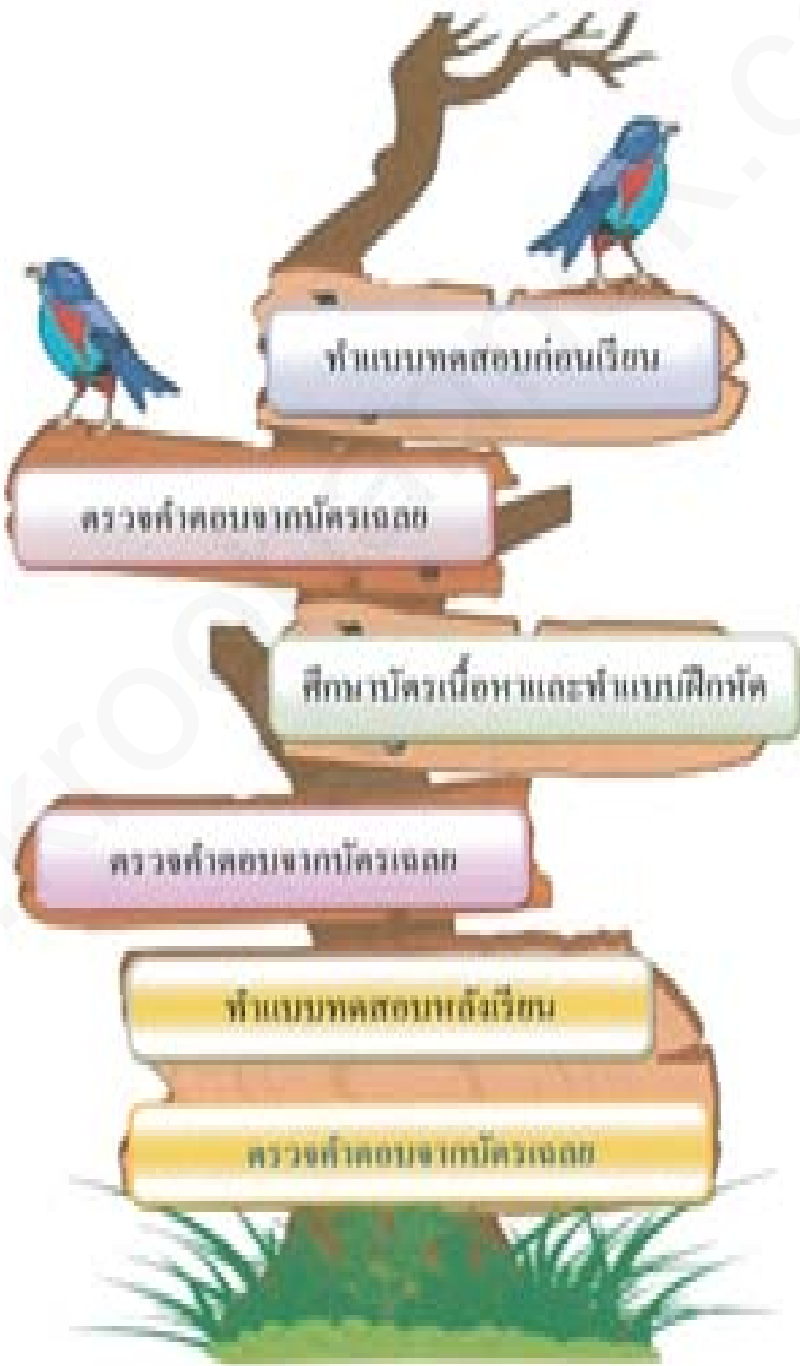 ทำแบบทดสอบก่อนเรียน
ตรวจคำตอบจากบัตรเฉลย
ศึกษาบัตรเนื้อหาและทำแบบฝึกหัด
ตรวจคำตอบจากบัตรเฉลย
ทำแบบทดสอบหลังเรียน
ตรวจคำตอบจากบัตรเฉลย